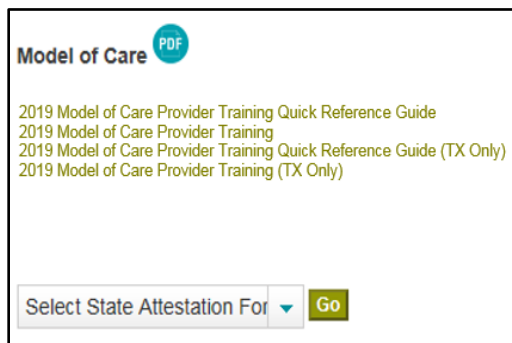 Model of Care PDF
2019 Model of Care Provider Training Quick Reference Guide
2019 Model of Care Provider Training
2019 Model of Care Provider Training Quick Reference Guide (TX Only)
2019 Model of Care Provider Training (TX Only)
Select State Attestation For Go